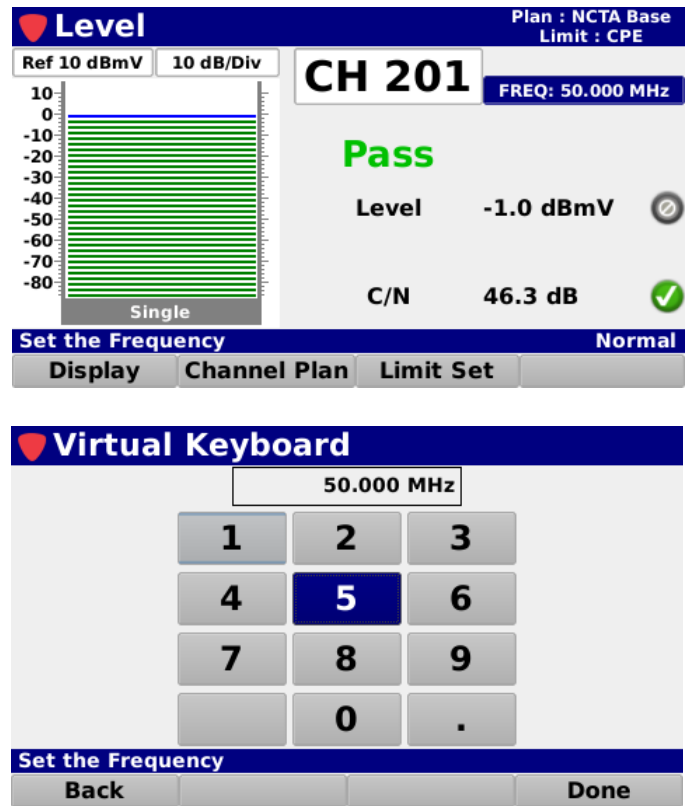 Level
Plan : NCTA Base
Limit : CPE
Ref 10 dBmV
10 dB/Div
CH 201
FREQ: 50.000 MHz
10
0
-10
-20
-30
-40
-50
-60
-70
-80
Single
Pass
Level -1.0 dBmV
C/N 46.3 dB
Set the Frequency Normal
Display Channel Plan Limit Set
Virtual Keyboard
50.000 MHz
1 2 3
4 5 6
7 8 9
0 .
Set the Frequency
Back Done